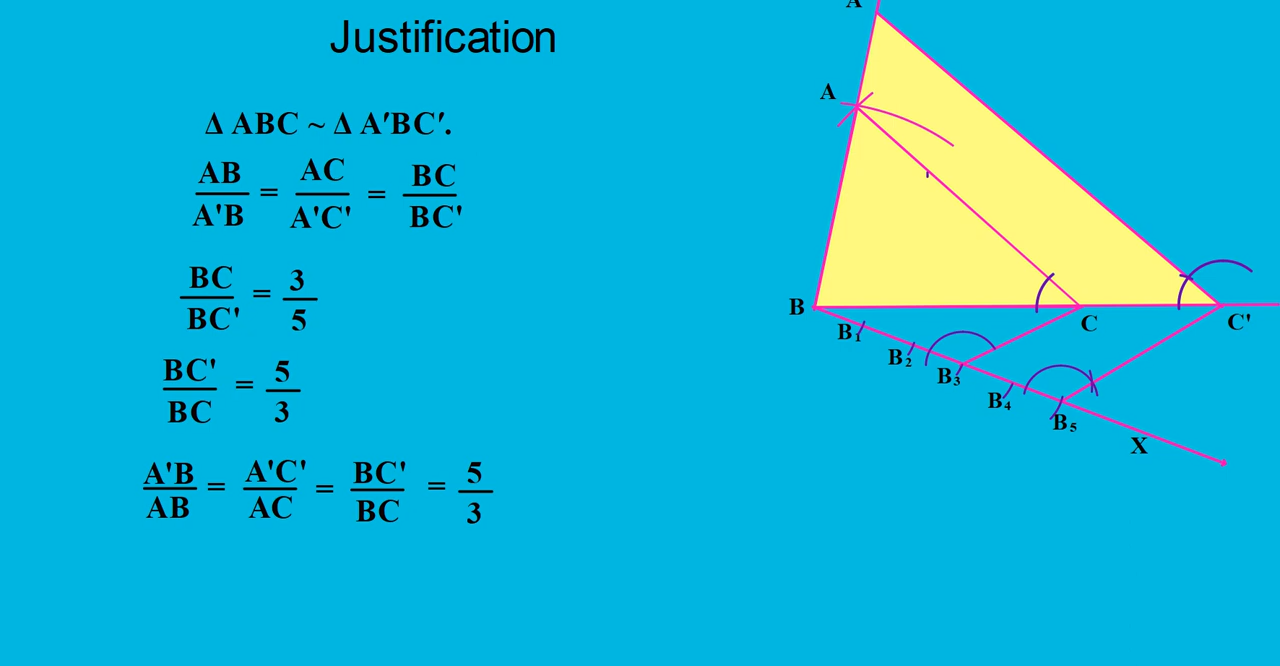 Justification
Δ ABC ~ Δ A'BC'.
AB/A'B = AC/A'C' = BC/BC'
BC/BC' = 3/5
BC'/BC = 5/3
A'B/AB = A'C'/AC = BC'/BC = 5/3
A
B
C
C'
B₁
B₂
B₃
B₄
B₅
X